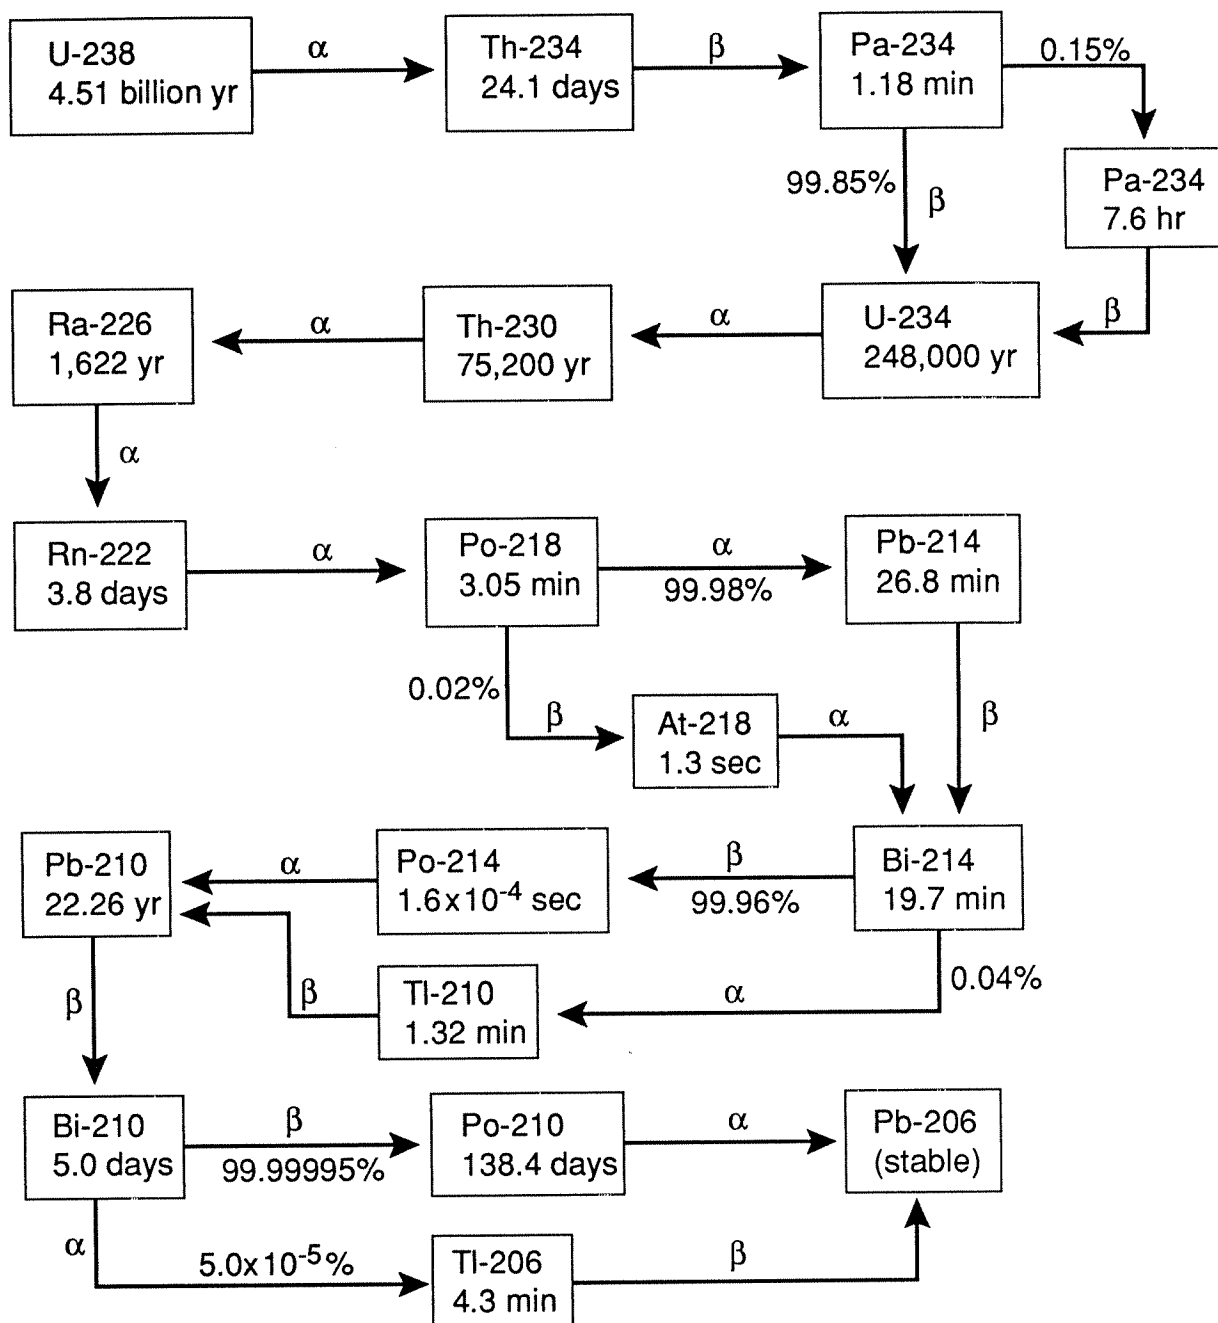 U-238
4.51 billion yr
α
Th-234
24.1 days
β
Pa-234
1.18 min
0.15%
99.85%
β
Pa-234
7.6 hr
β
U-234
248,000 yr
α
Th-230
75,200 yr
α
Ra-226
1,622 yr
α
Rn-222
3.8 days
α
Po-218
3.05 min
α
99.98%
Pb-214
26.8 min
0.02%
β
At-218
1.3 sec
α
β
Bi-214
19.7 min
β
99.96%
Po-214
1.6x10⁻⁴ sec
α
Pb-210
22.26 yr
0.04%
α
Tl-210
1.32 min
β
β
Bi-210
5.0 days
β
99.99995%
Po-210
138.4 days
α
Pb-206
(stable)
α
5.0x10⁻⁵%
Tl-206
4.3 min
β